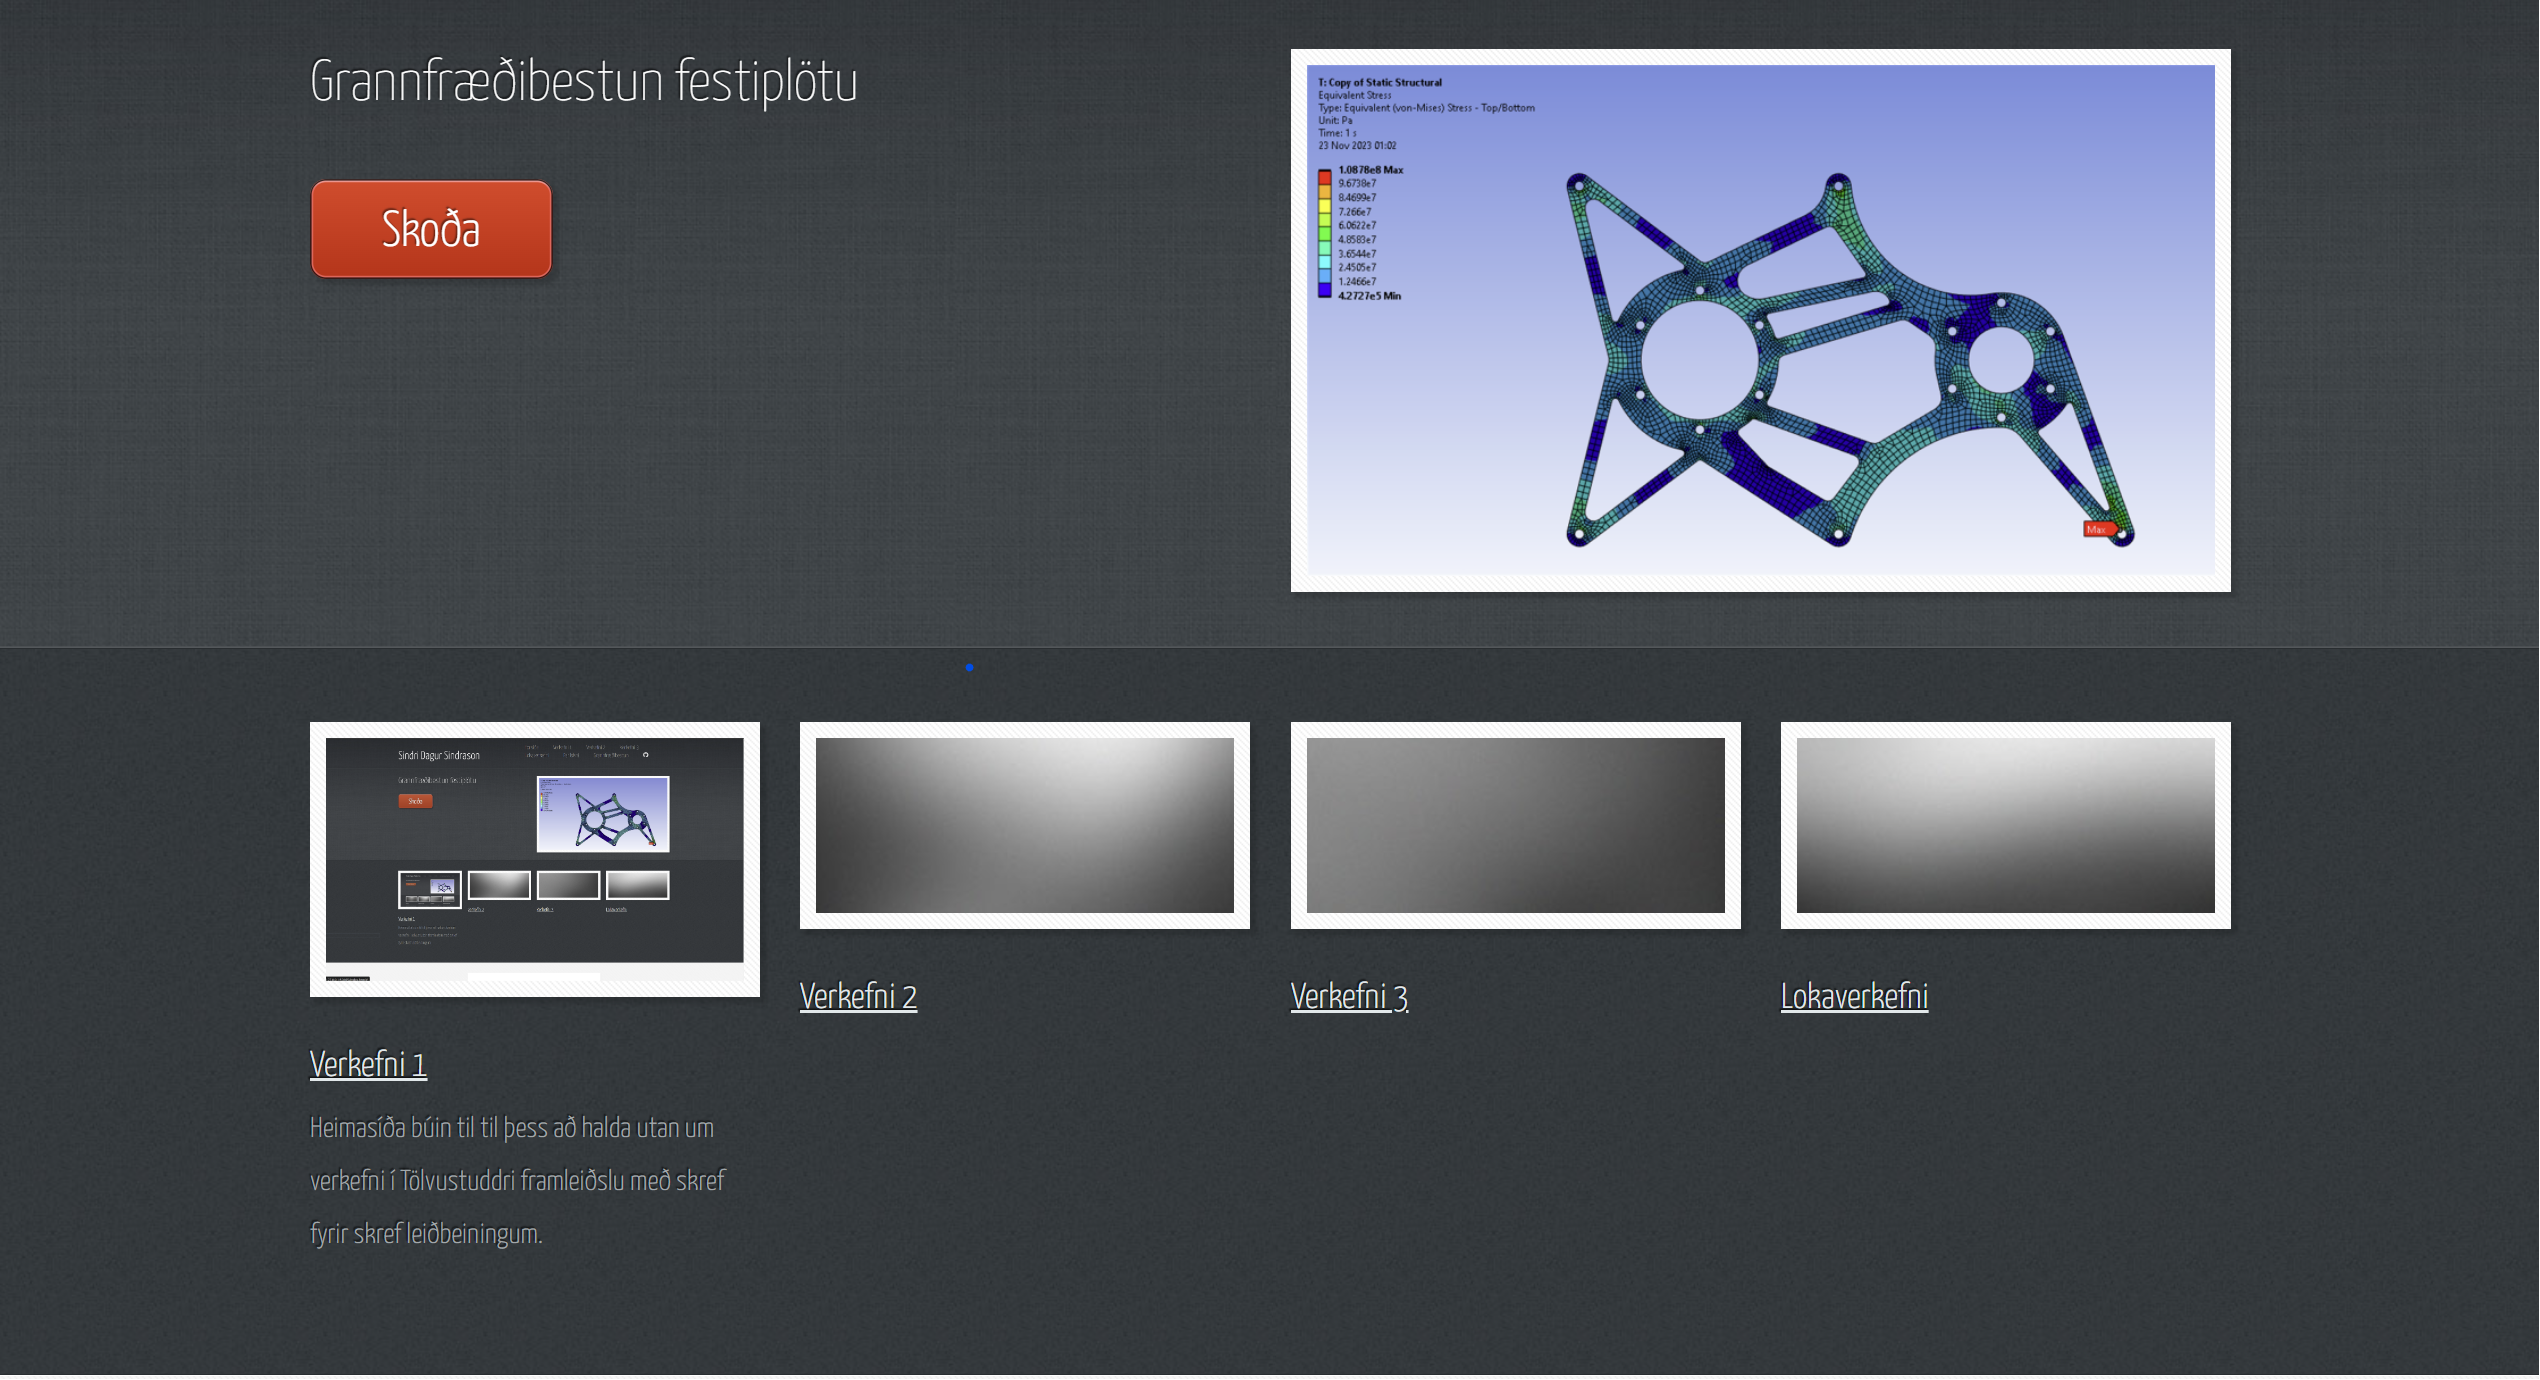 Grannfræðibestun festiplötu
Skoða
T: Copy of Static Structural
Equivalent Stress
Type: Equivalent (von-Mises) Stress - Top/Bottom
Unit: Pa
Time: 1 s
23 Nov 2023 01:02
1.0878e8 Max
9.6738e7
8.4699e7
7.266e7
6.0622e7
4.8583e7
3.6544e7
2.4505e7
1.2466e7
4.2727e5 Min
Max
Sindri Dagur Sindrason
Grannfræðibestun festiplötu
Skoða
Verkefni 1
Heimasíða búin til til þess að halda utan um
verkefni í Tölvustuddri framleiðslu með skref
fyrir skref leiðbeiningum.
Verkefni 2
Verkefni 3
Lokaverkefni